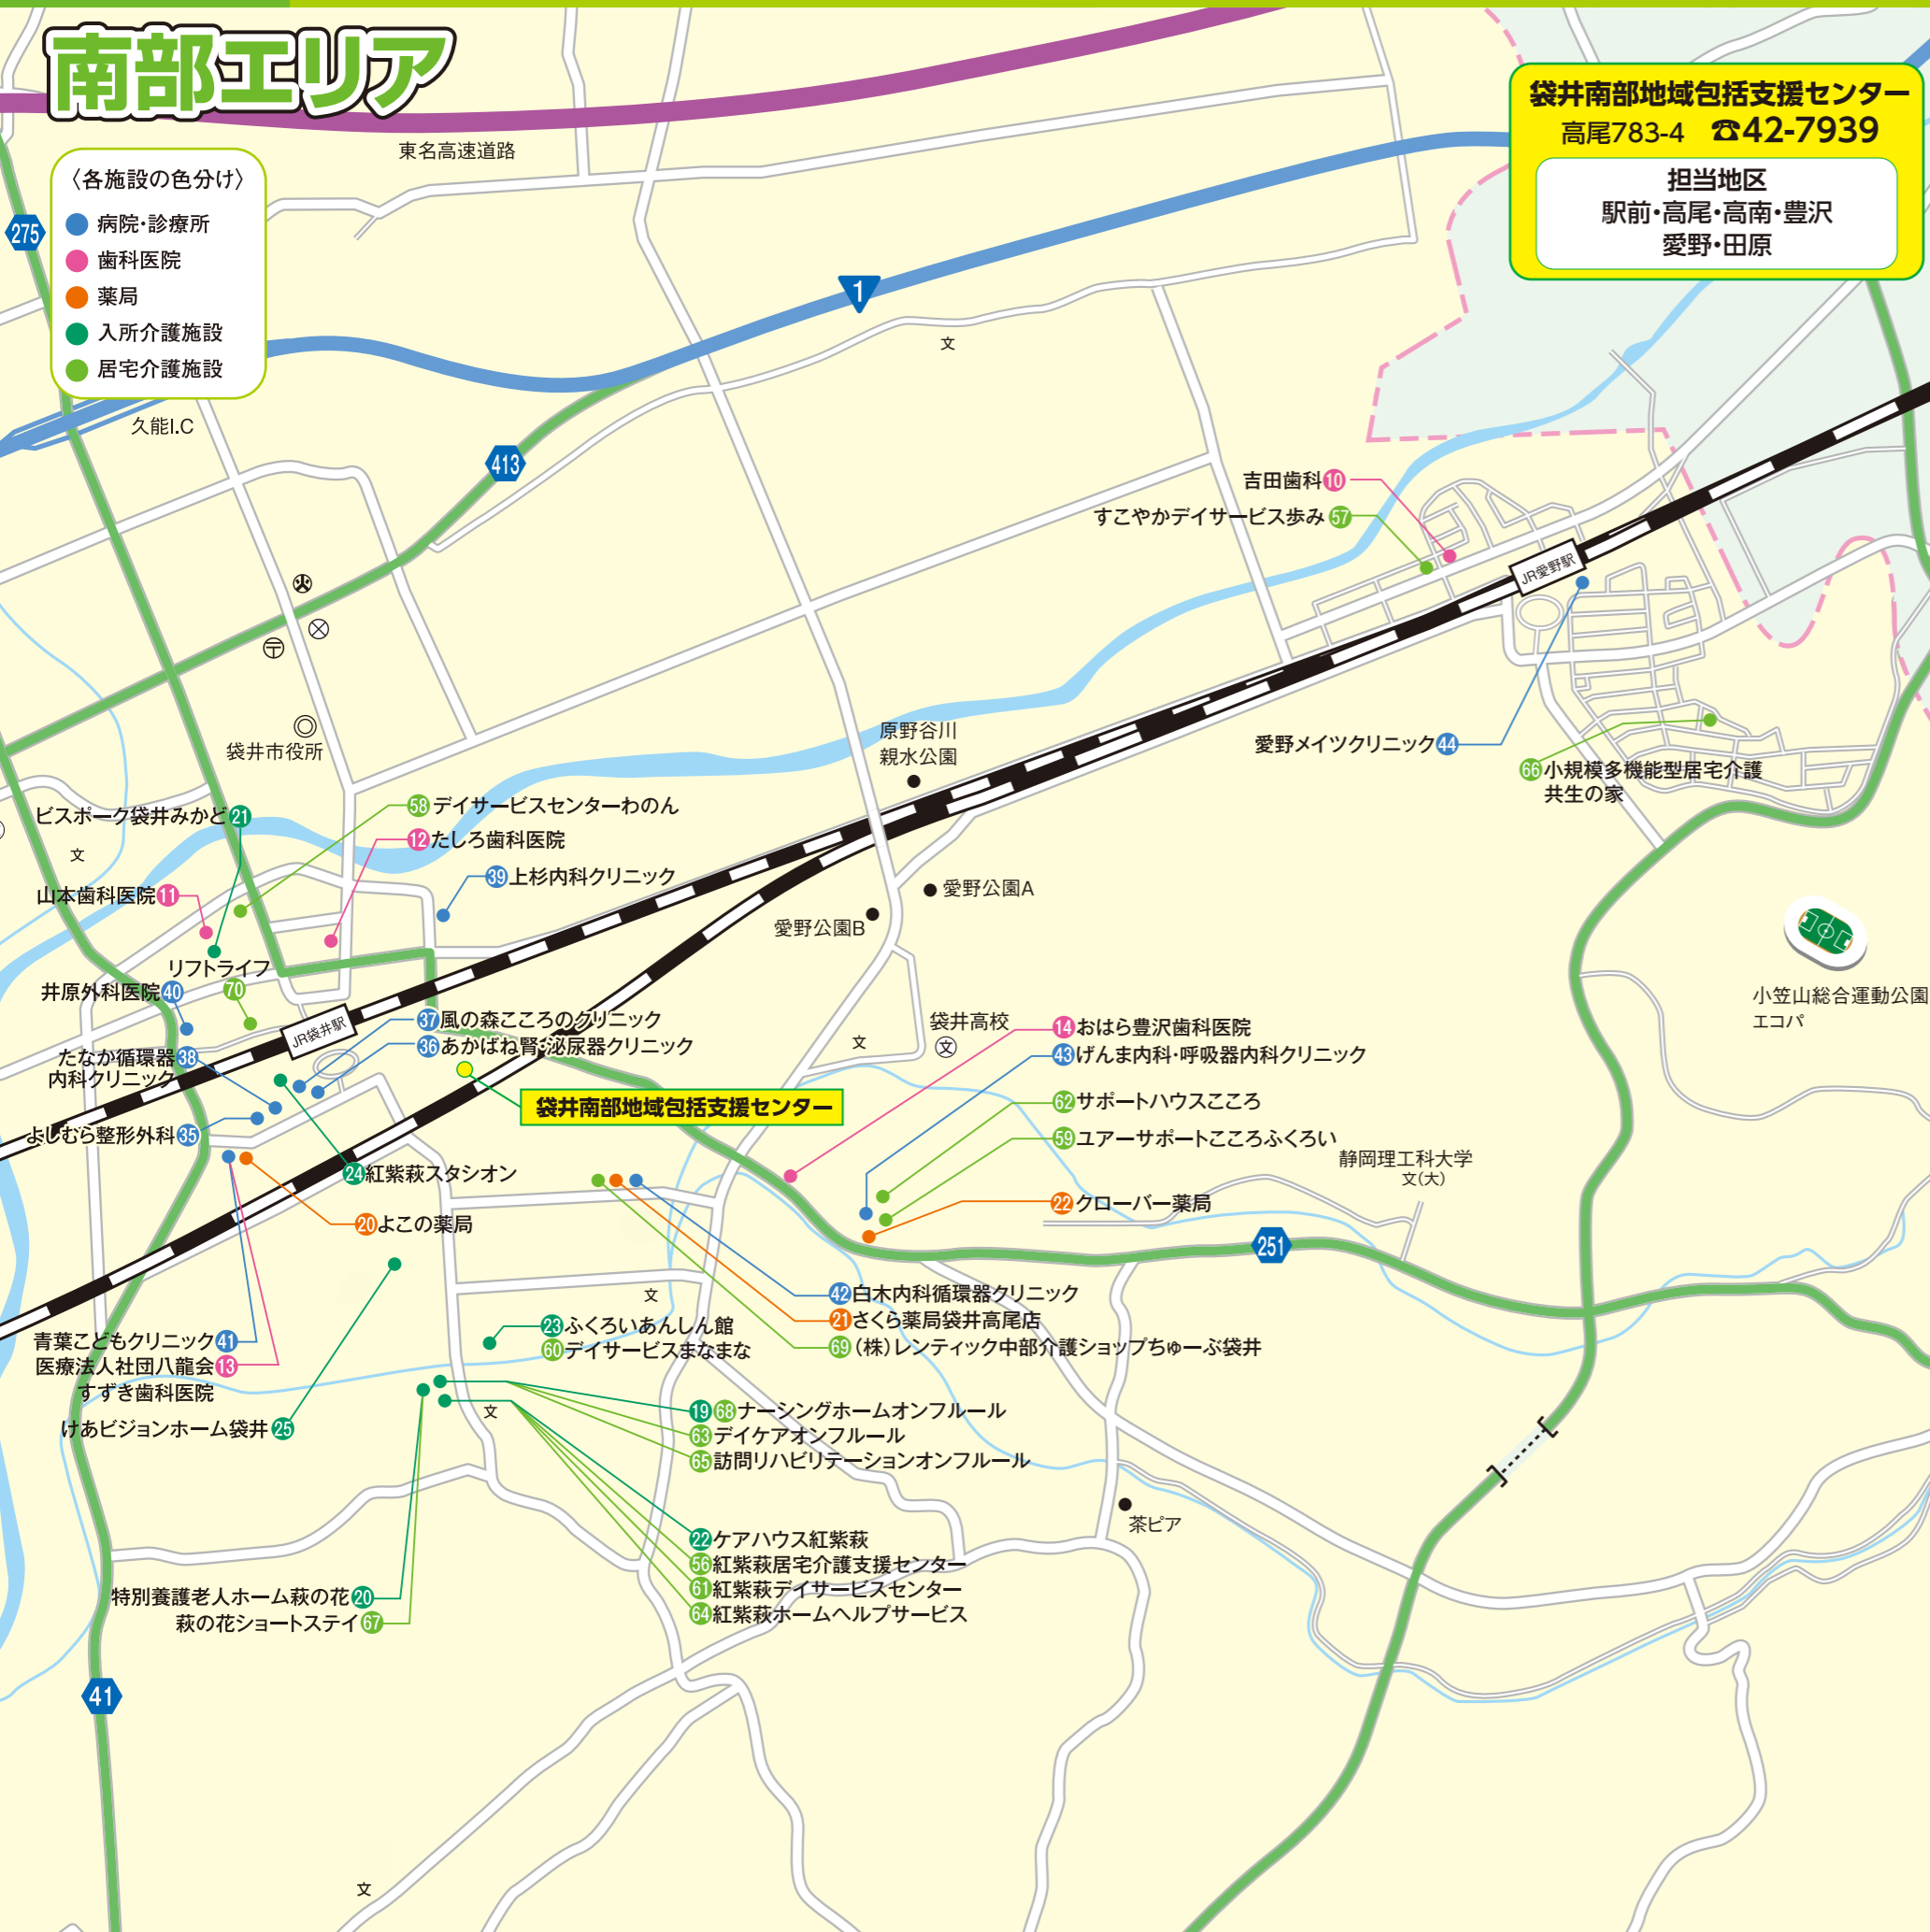 南部エリア
東名高速道路
〈各施設の色分け〉
病院・診療所
歯科医院
薬局
入所介護施設
居宅介護施設
袋井南部地域包括支援センター
高尾783-4 ☎42-7939
担当地区
駅前・高尾・高南・豊沢
愛野・田原
275
1
文
久能I.C
413
吉田歯科10
すこやかデイサービス歩み57
JR愛野駅
〒
袋井市役所
原野谷川
親水公園
愛野メイツクリニック44
66小規模多機能型居宅介護
共生の家
ビスポーク袋井みかど21
文
58デイサービスセンターわのん
12たしろ歯科医院
39上杉内科クリニック
山本歯科医院11
愛野公園A
愛野公園B
リフトライフ
70
井原外科医院40
JR袋井駅
37風の森こころのクリニック
36あかばね腎・泌尿器クリニック
たなか循環器38
内科クリニック
よしむら整形外科35
袋井南部地域包括支援センター
文
袋井高校
文
小笠山総合運動公園
エコパ
14おはら豊沢歯科医院
43げんま内科・呼吸器内科クリニック
62サポートハウスこころ
59ユアーサポートこころふくろい
静岡理工科大学
文(大)
22クローバー薬局
251
24紅紫萩スタシオン
20よこの薬局
文
42白木内科循環器クリニック
21さくら薬局袋井高尾店
69(株)レンティック中部介護ショップちゅーぶ袋井
23ふくろいあんしん館
60デイサービスまなまな
青葉こどもクリニック41
医療法人社団八龍会13
すずき歯科医院
けあビジョンホーム袋井25
文
19 68ナーシングホームオンフルール
63デイケアオンフルール
65訪問リハビリテーションオンフルール
茶ピア
22ケアハウス紅紫萩
56紅紫萩居宅介護支援センター
61紅紫萩デイサービスセンター
64紅紫萩ホームヘルプサービス
特別養護老人ホーム萩の花20
萩の花ショートステイ67
41
文